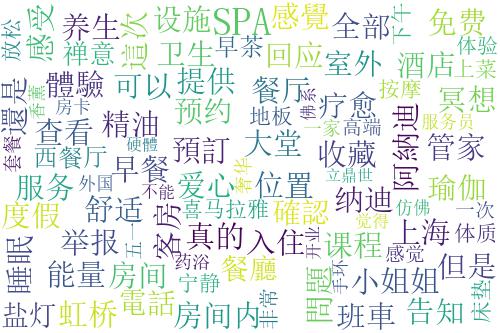 放松 感受 养生 這次 设施 SPA 感覺 全部 下午 免费
禅意 卫生 早茶 回应 室外 酒店 体验 上菜
還是 香薰 體驗 房卡 可以 提供 餐厅 佛系 疗愈 按摩 冥想
套餐 查看 精油 预约 地板 一家 高端 服务员
西餐厅 硬體 早餐 預訂 大堂 收藏 阿納迪 管家
服务 外国 不能 爱心 奢华 位置 立鼎世 纳迪 瑜伽
度假 舒适 客房 喜马拉雅 確認 仿佛 一次
睡眠 举报 五一 真的 入住 开业 课程 觉得 上海 体质
能量 房间 药浴 宁静 餐廳 問題 手环 感觉 小姐姐 但是
盐灯 虹桥 電話 房间内 非常 班車 告知 床垫